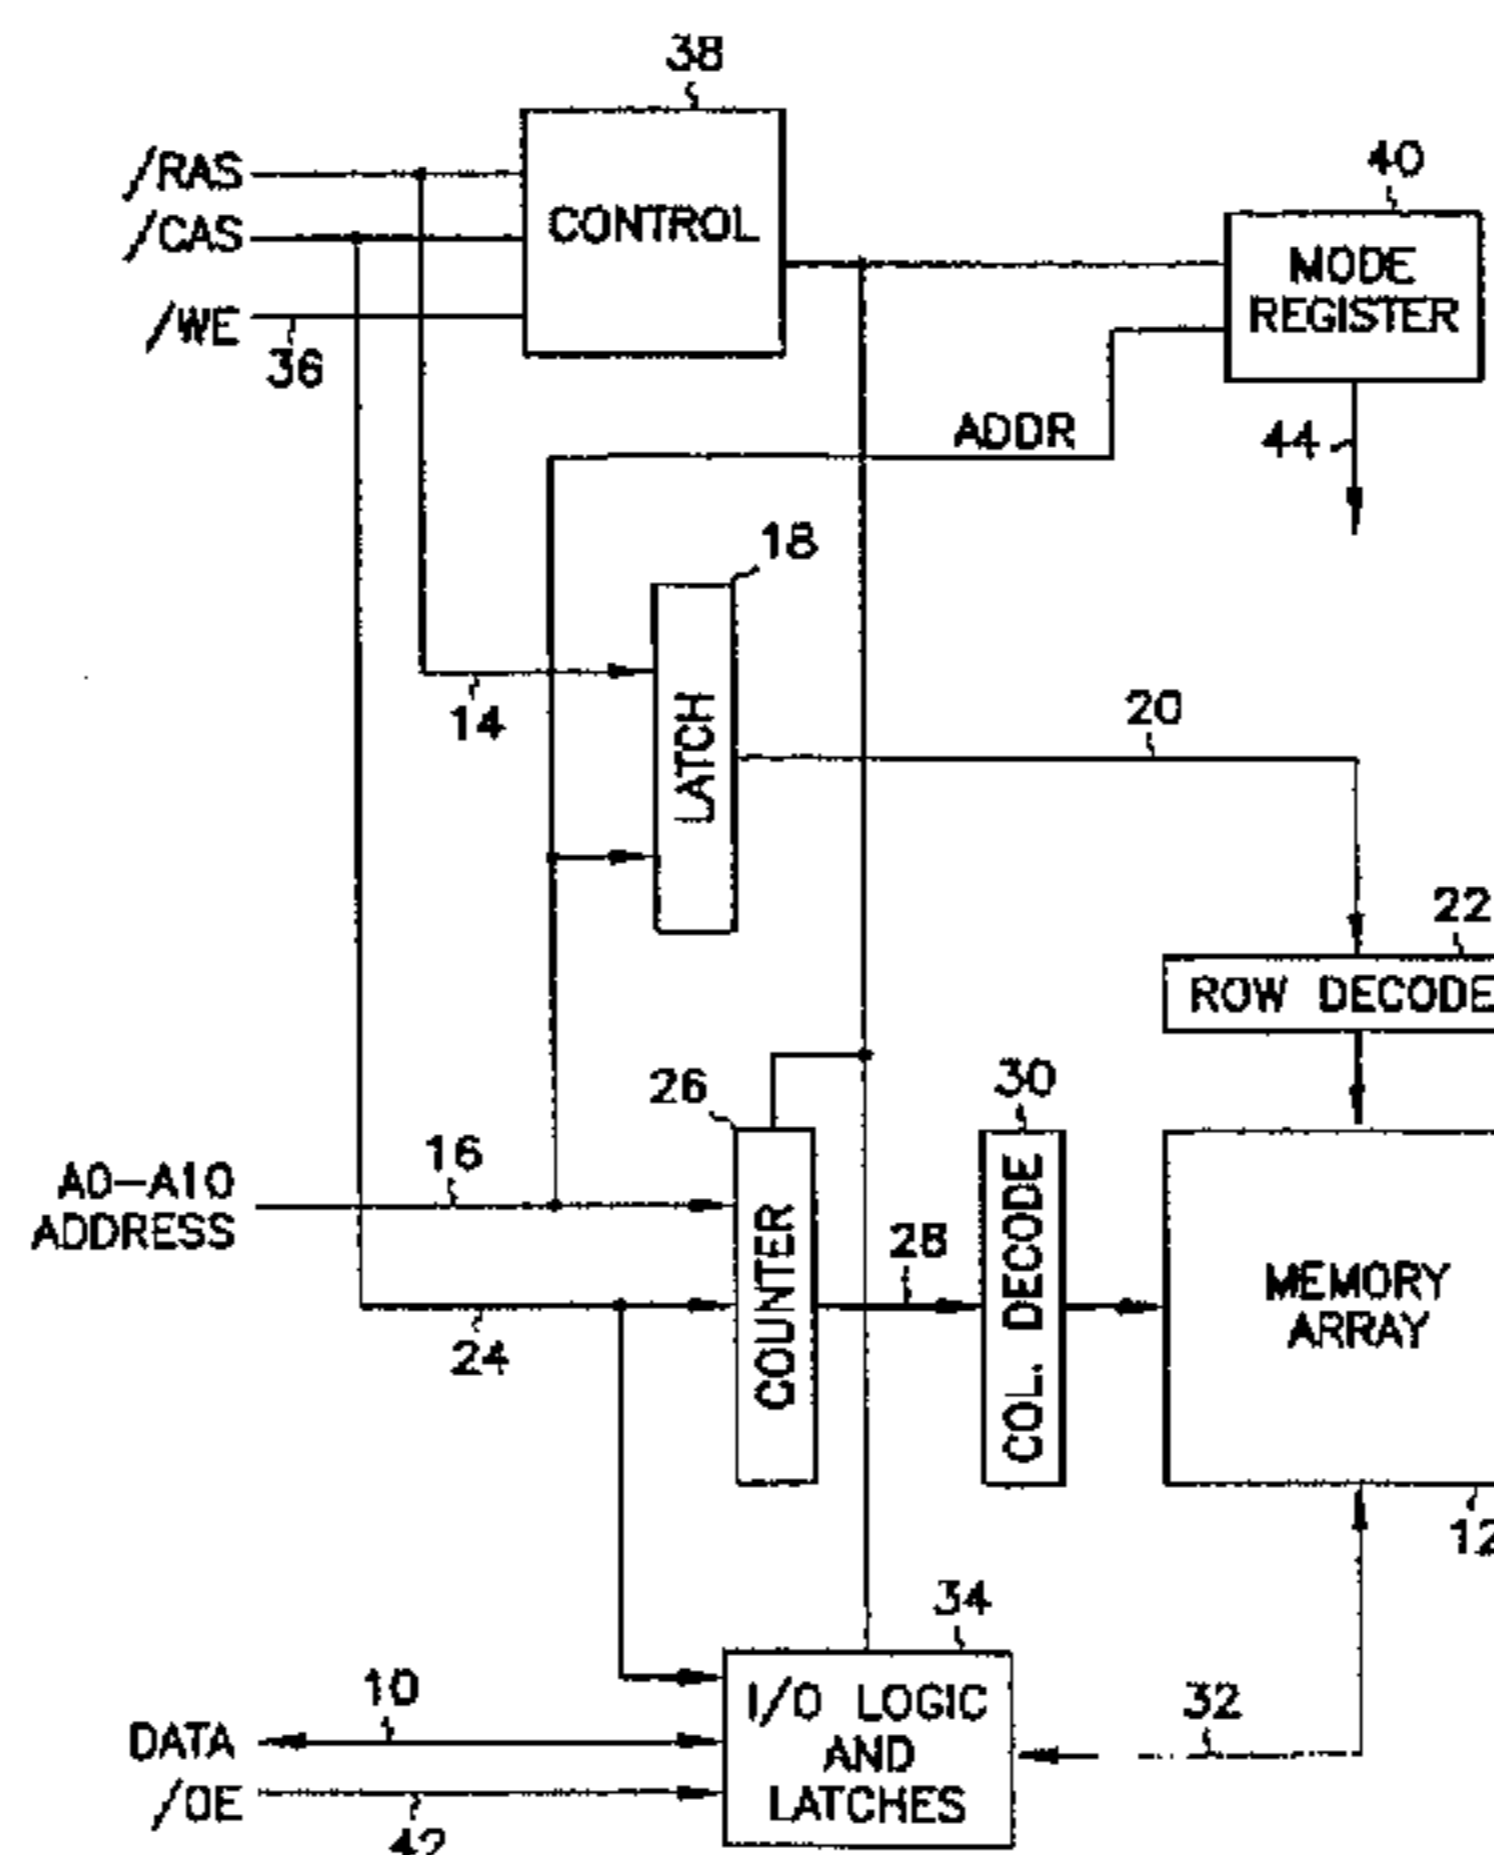 38
/RAS
/CAS
/WE
36
CONTROL
40
MODE
REGISTER
44
ADDR
18
14
LATCH
20
22
ROW DECODE
26
30
16
A0-A10
ADDRESS
24
COUNTER
28
COL. DECODE
MEMORY
ARRAY
12
34
10
DATA
/OE
42
I/O LOGIC
AND
LATCHES
32